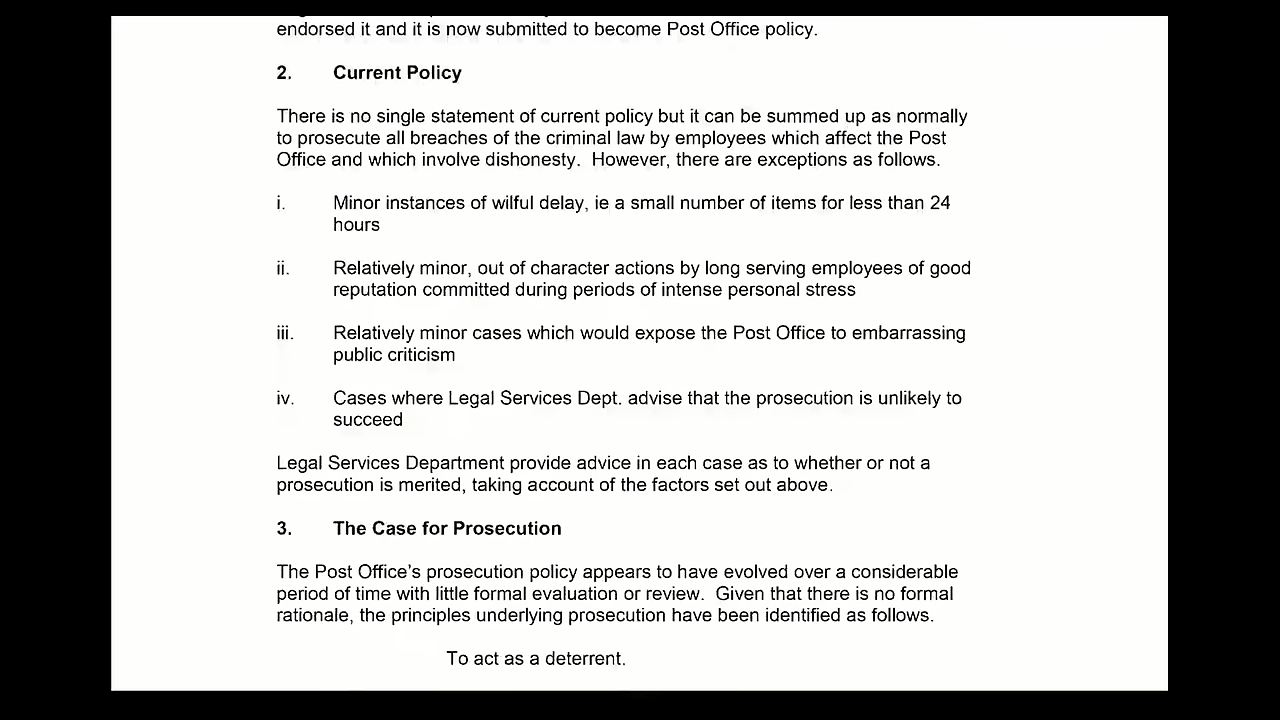 endorsed it and it is now submitted to become Post Office policy.
2. Current Policy
There is no single statement of current policy but it can be summed up as normally
to prosecute all breaches of the criminal law by employees which affect the Post
Office and which involve dishonesty. However, there are exceptions as follows.
i. Minor instances of wilful delay, ie a small number of items for less than 24
hours
ii. Relatively minor, out of character actions by long serving employees of good
reputation committed during periods of intense personal stress
iii. Relatively minor cases which would expose the Post Office to embarrassing
public criticism
iv. Cases where Legal Services Dept. advise that the prosecution is unlikely to
succeed
Legal Services Department provide advice in each case as to whether or not a
prosecution is merited, taking account of the factors set out above.
3. The Case for Prosecution
The Post Office’s prosecution policy appears to have evolved over a considerable
period of time with little formal evaluation or review. Given that there is no formal
rationale, the principles underlying prosecution have been identified as follows.
To act as a deterrent.